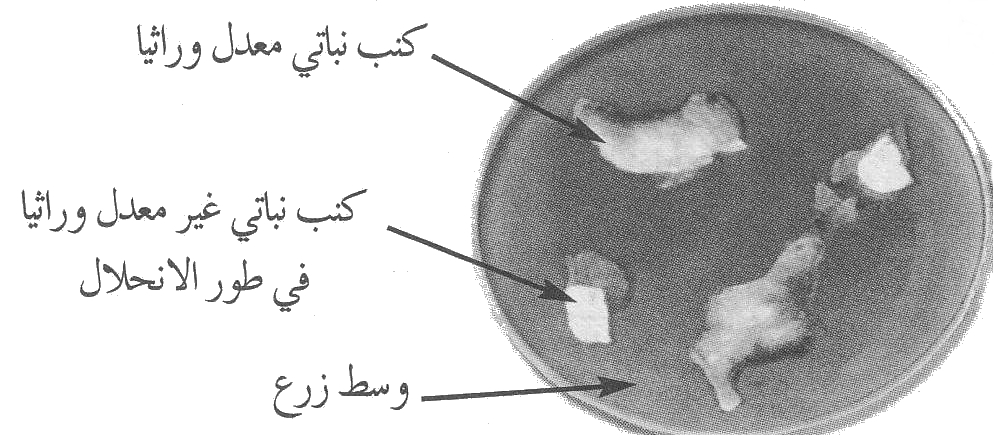 كنب نباتي معدل وراثيا
كنب نباتي غير معدل وراثيا
في طور الانحلال
وسط زرع